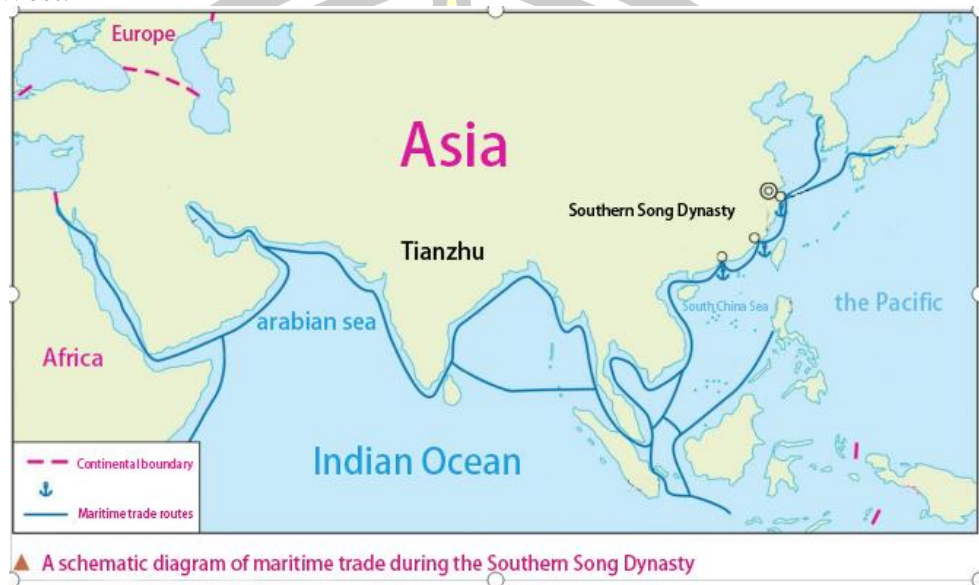 Europe
Asia
Southern Song Dynasty
Tianzhu
South China Sea
the Pacific
arabian sea
Africa
Indian Ocean
Continental boundary
Maritime trade routes
A schematic diagram of maritime trade during the Southern Song Dynasty